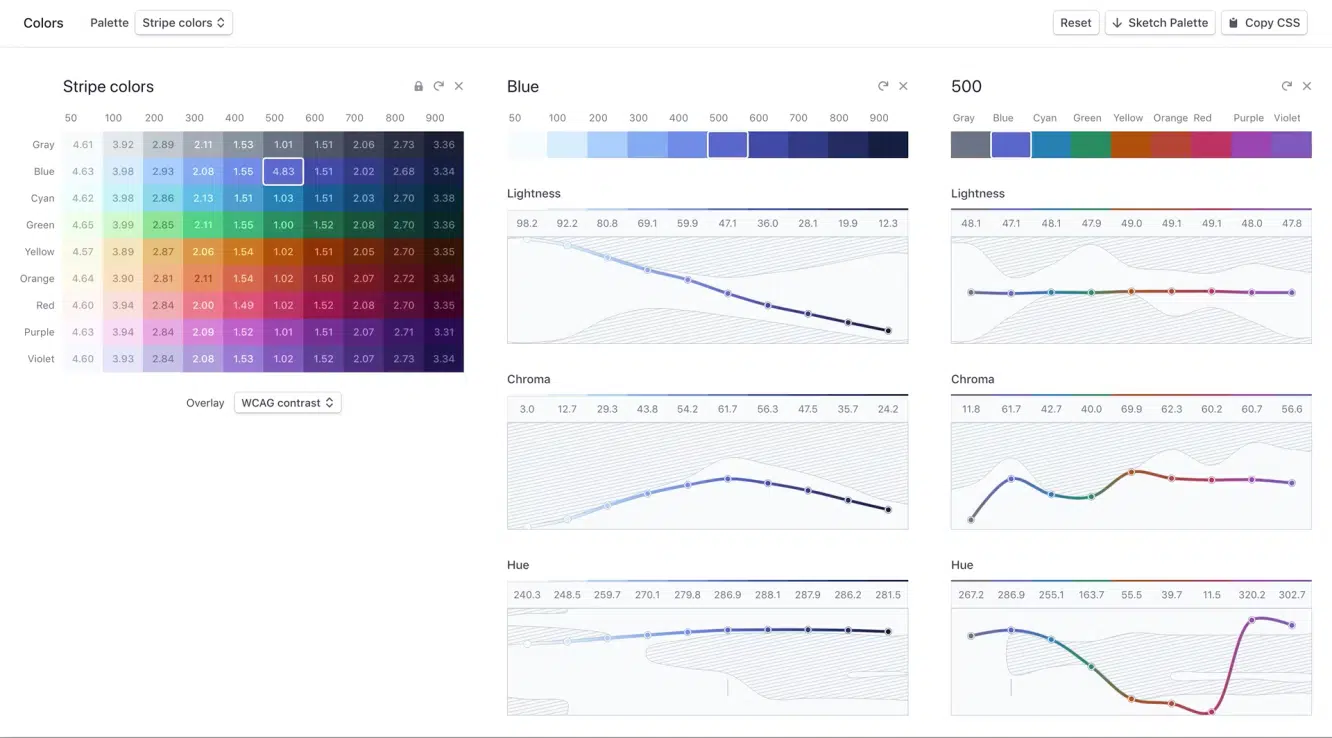 Colors Palette Stripe colors Reset Sketch Palette Copy CSS
Stripe colors
50 100 200 300 400 500 600 700 800 900
Gray 4.61 3.92 2.89 2.11 1.53 1.01 1.51 2.06 2.73 3.36
Blue 4.63 3.98 2.93 2.08 1.55 4.83 1.51 2.02 2.68 3.34
Cyan 4.62 3.98 2.86 2.13 1.51 1.03 1.51 2.03 2.70 3.38
Green 4.65 3.99 2.85 2.11 1.55 1.00 1.52 2.08 2.70 3.36
Yellow 4.57 3.89 2.87 2.06 1.54 1.02 1.51 2.05 2.70 3.35
Orange 4.64 3.90 2.81 2.11 1.54 1.02 1.50 2.07 2.72 3.34
Red 4.60 3.94 2.84 2.00 1.49 1.02 1.52 2.08 2.70 3.35
Purple 4.63 3.94 2.84 2.09 1.52 1.01 1.51 2.07 2.71 3.31
Violet 4.60 3.93 2.84 2.08 1.53 1.02 1.52 2.07 2.73 3.34
Overlay WCAG contrast
Blue
50 100 200 300 400 500 600 700 800 900
Lightness
98.2 92.2 80.8 69.1 59.9 47.1 36.0 28.1 19.9 12.3
Chroma
3.0 12.7 29.3 43.8 54.2 61.7 56.3 47.5 35.7 24.2
Hue
240.3 248.5 259.7 270.1 279.8 286.9 288.1 287.9 286.2 281.5
500
Gray Blue Cyan Green Yellow Orange Red Purple Violet
Lightness
48.1 47.1 48.1 47.9 49.0 49.1 49.1 48.0 47.8
Chroma
11.8 61.7 42.7 40.0 69.9 62.3 60.2 60.7 56.6
Hue
267.2 286.9 255.1 163.7 55.5 39.7 11.5 320.2 302.7